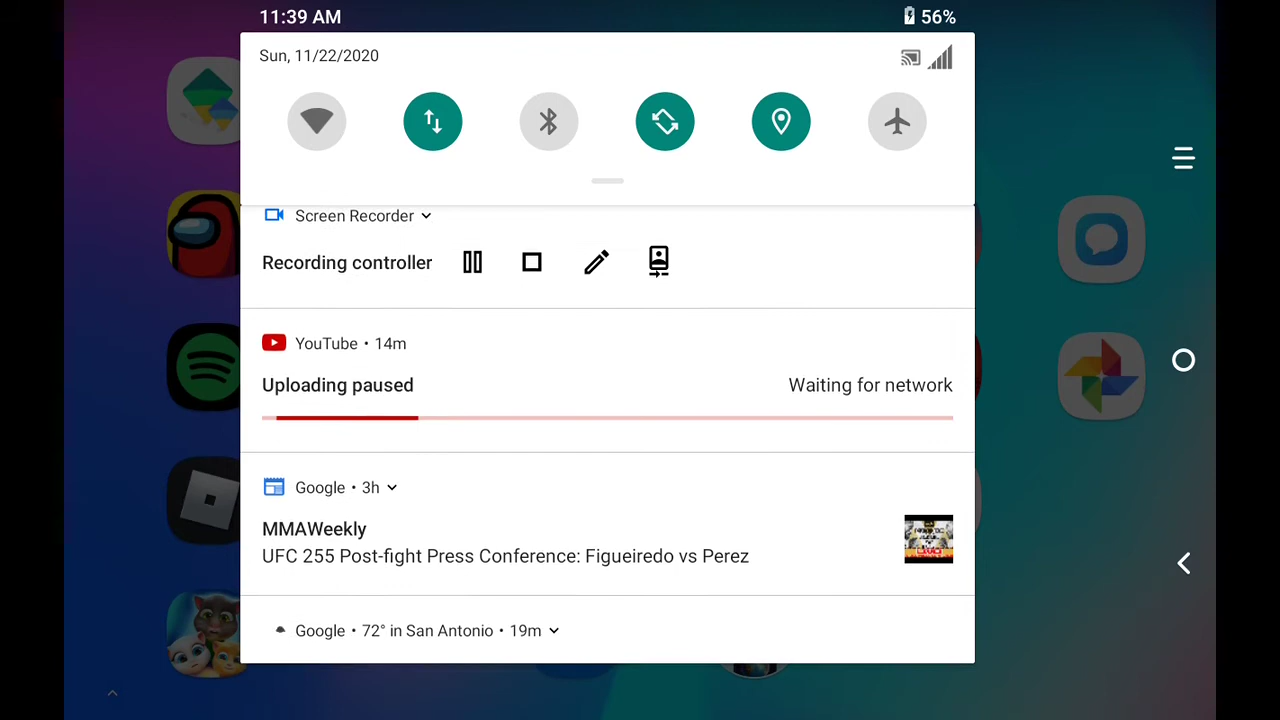 11:39 AM
56%
Sun, 11/22/2020
Screen Recorder
Recording controller
YouTube • 14m
Uploading paused
Waiting for network
Google • 3h
MMAWeekly
UFC 255 Post-fight Press Conference: Figueiredo vs Perez
Google • 72° in San Antonio • 19m